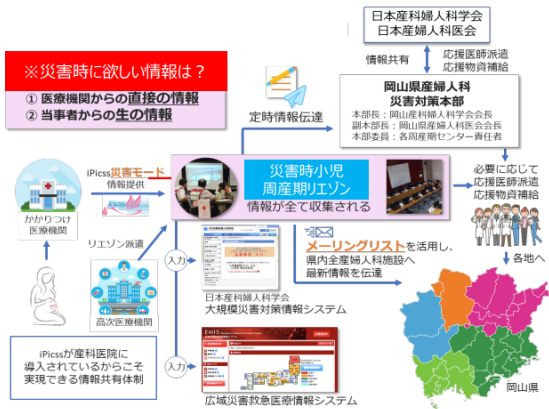 日本産科婦人科学会
日本産婦人科医会
情報共有
応援医師派遣
応援物資補給
※災害時に欲しい情報は？
① 医療機関からの直接の情報
② 当事者からの生の情報
定時情報伝達
岡山県産婦人科
災害対策本部
本部長：岡山産科婦人科学会会長
副本部長：岡山県産婦人科医会会長
本部委員：各周産期センター責任者
iPicss災害モード
情報提供
かかりつけ
医療機関
災害時小児
周産期リエゾン
情報が全て収集される
必要に応じて
応援医師派遣
応援物資補給
リエゾン派遣
高次医療機関
入力
日本産科婦人科学会
大規模災害対策情報システム
メーリングリストを活用し、
県内全産婦人科施設へ
最新情報を伝達
各地へ
iPicssが産科医院に
導入されているからこそ
実現できる情報共有体制
入力
EMIS
広域災害救急医療情報システム
岡山県